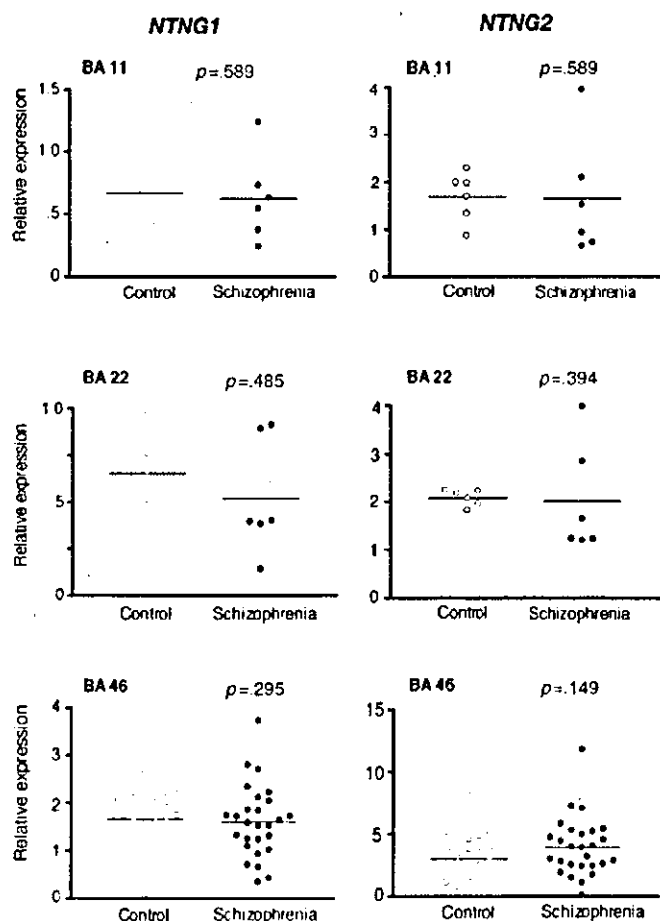 NTNG1
NTNG2
BA 11
p=.589
Relative expression
1.5
1 0
.5
0
Control
Schizophrenia
BA 11
p=.589
4
3
2
1
0
Control
Schizophrenia
BA 22
p=.485
Relative expression
1 0
.5
0
Control
Schizophrenia
BA 22
p=.394
4
3
2
1
0
Control
Schizophrenia
BA 46
p=.295
Relative expression
4
3
2
1
0
Control
Schizophrenia
BA 46
p=.149
15
10
5
0
Control
Schizophrenia